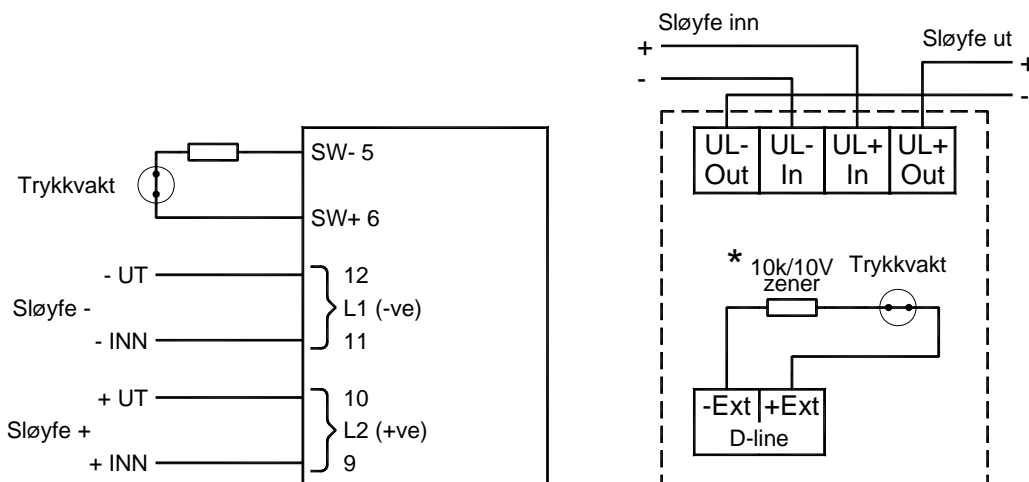 SW- 5
Trykkvakt
SW+ 6
- UT
12
Sløyfe -
L1 (-ve)
- INN
11
+ UT
10
Sløyfe +
L2 (+ve)
+ INN
9
Sløyfe inn
+
-
Sløyfe ut
+
-
UL- UL- UL+ UL+
Out In In Out
* 10k/10V
zener
Trykkvakt
-Ext +Ext
D-line